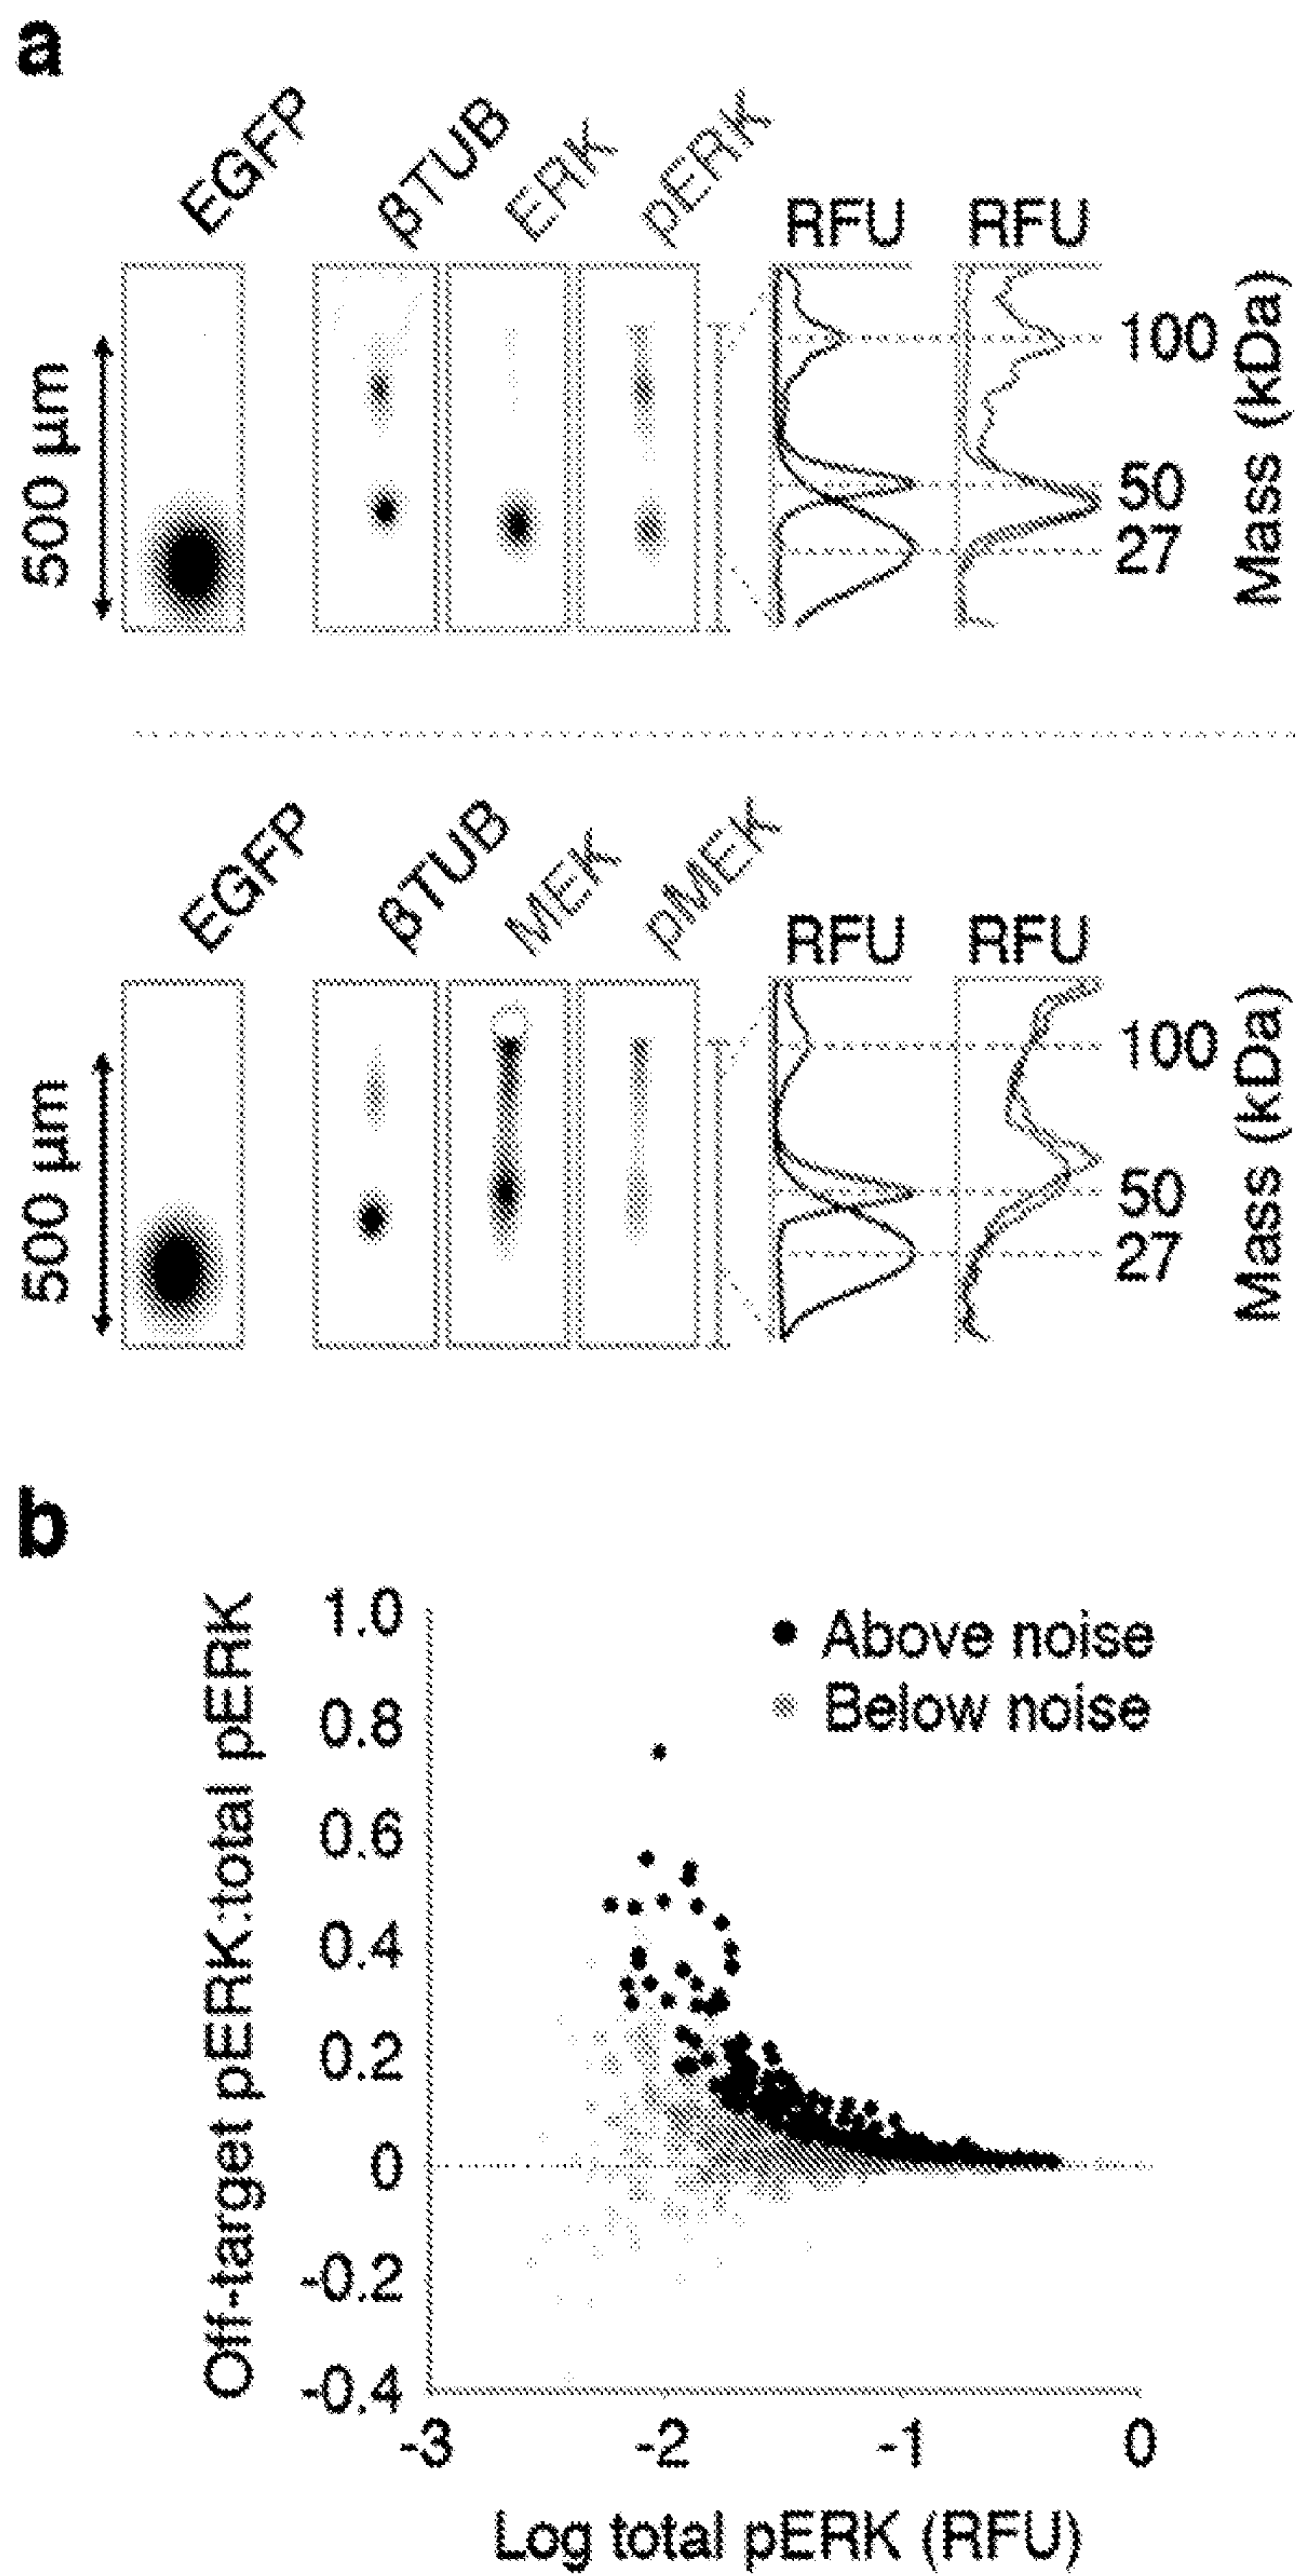 a
EGFP
βTUB
ERK
pERK
RFU
RFU
500 µm
100
50
27
Mass (kDa)
EGFP
βTUB
MEK
pMEK
RFU
RFU
500 µm
100
50
27
Mass (kDa)
b
Off-target pERK:total pERK
1.0
0.8
0.6
0.4
0.2
0
-0.2
-0.4
Above noise
Below noise
-3
-2
-1
0
Log total pERK (RFU)